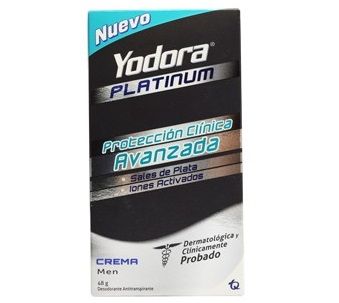 Nuevo
Yodora®
PLATINUM
Protección Clínica
Avanzada
Sales de Plata
Iones Activados
Dermatológica y
Clínicamente
Probado
CREMA
Men
48 g
Desodorante Antitranspirante
TQ